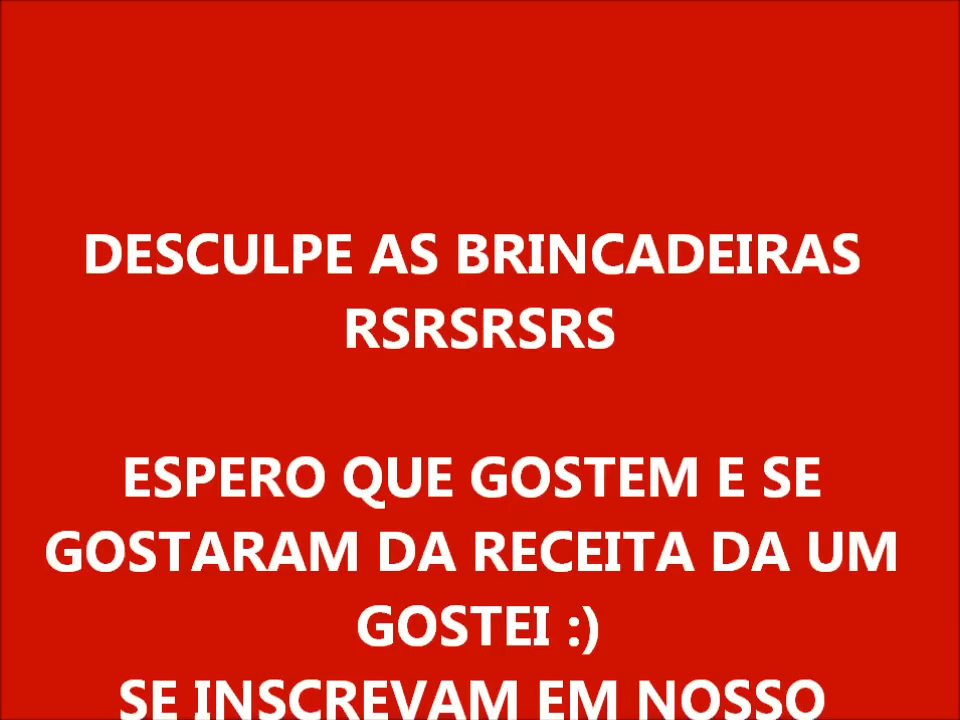 DESCULPE AS BRINCADEIRAS
RSRSRSRS
ESPERO QUE GOSTEM E SE
GOSTARAM DA RECEITA DA UM
GOSTEI :)
SE INSCREVAM EM NOSSO